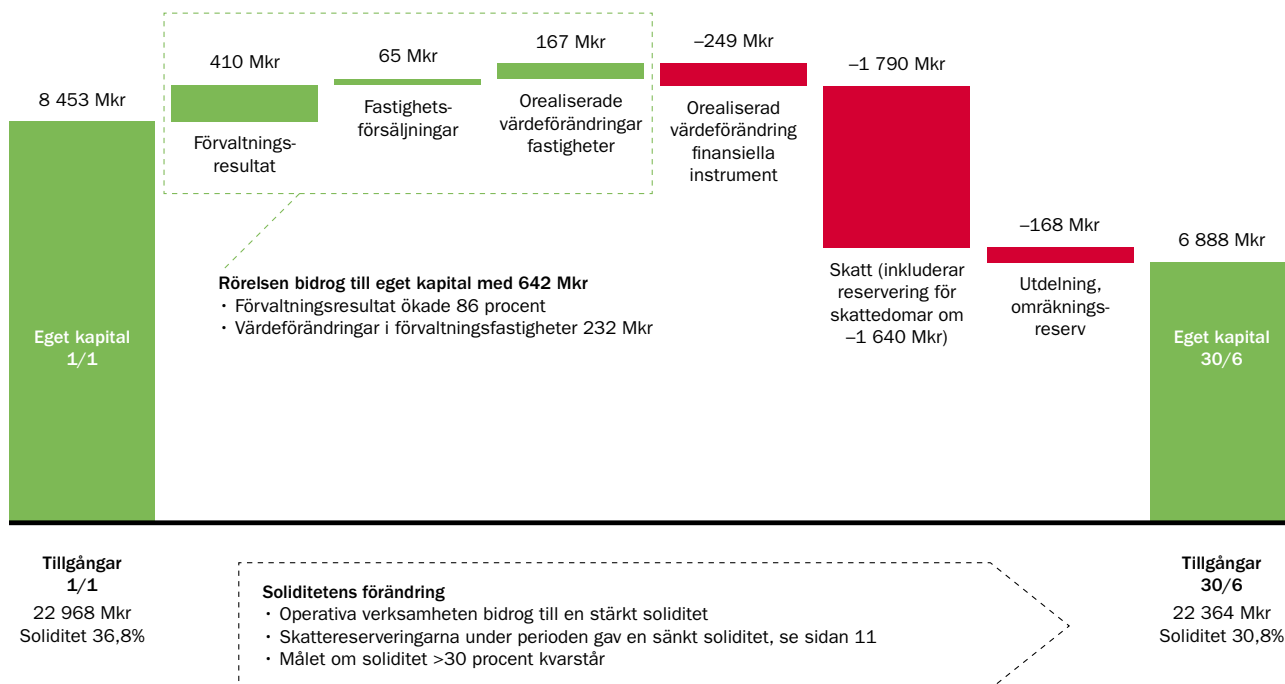 8 453 Mkr
Eget kapital
1/1
410 Mkr
Förvaltnings-
resultat
65 Mkr
Fastighets-
försäljningar
167 Mkr
Orealiserade
värdeförändringar
fastigheter
–249 Mkr
Orealiserad
värdeförändring
finansiella
instrument
–1 790 Mkr
Skatt (inkluderar
reservering för
skattedomar om
–1 640 Mkr)
–168 Mkr
Utdelning,
omräknings-
reserv
6 888 Mkr
Eget kapital
30/6
Rörelsen bidrog till eget kapital med 642 Mkr
· Förvaltningsresultat ökade 86 procent
· Värdeförändringar i förvaltningsfastigheter 232 Mkr
Tillgångar
1/1
22 968 Mkr
Soliditet 36,8%
Soliditetens förändring
· Operativa verksamheten bidrog till en stärkt soliditet
· Skattereserveringarna under perioden gav en sänkt soliditet, se sidan 11
· Målet om soliditet >30 procent kvarstår
Tillgångar
30/6
22 364 Mkr
Soliditet 30,8%